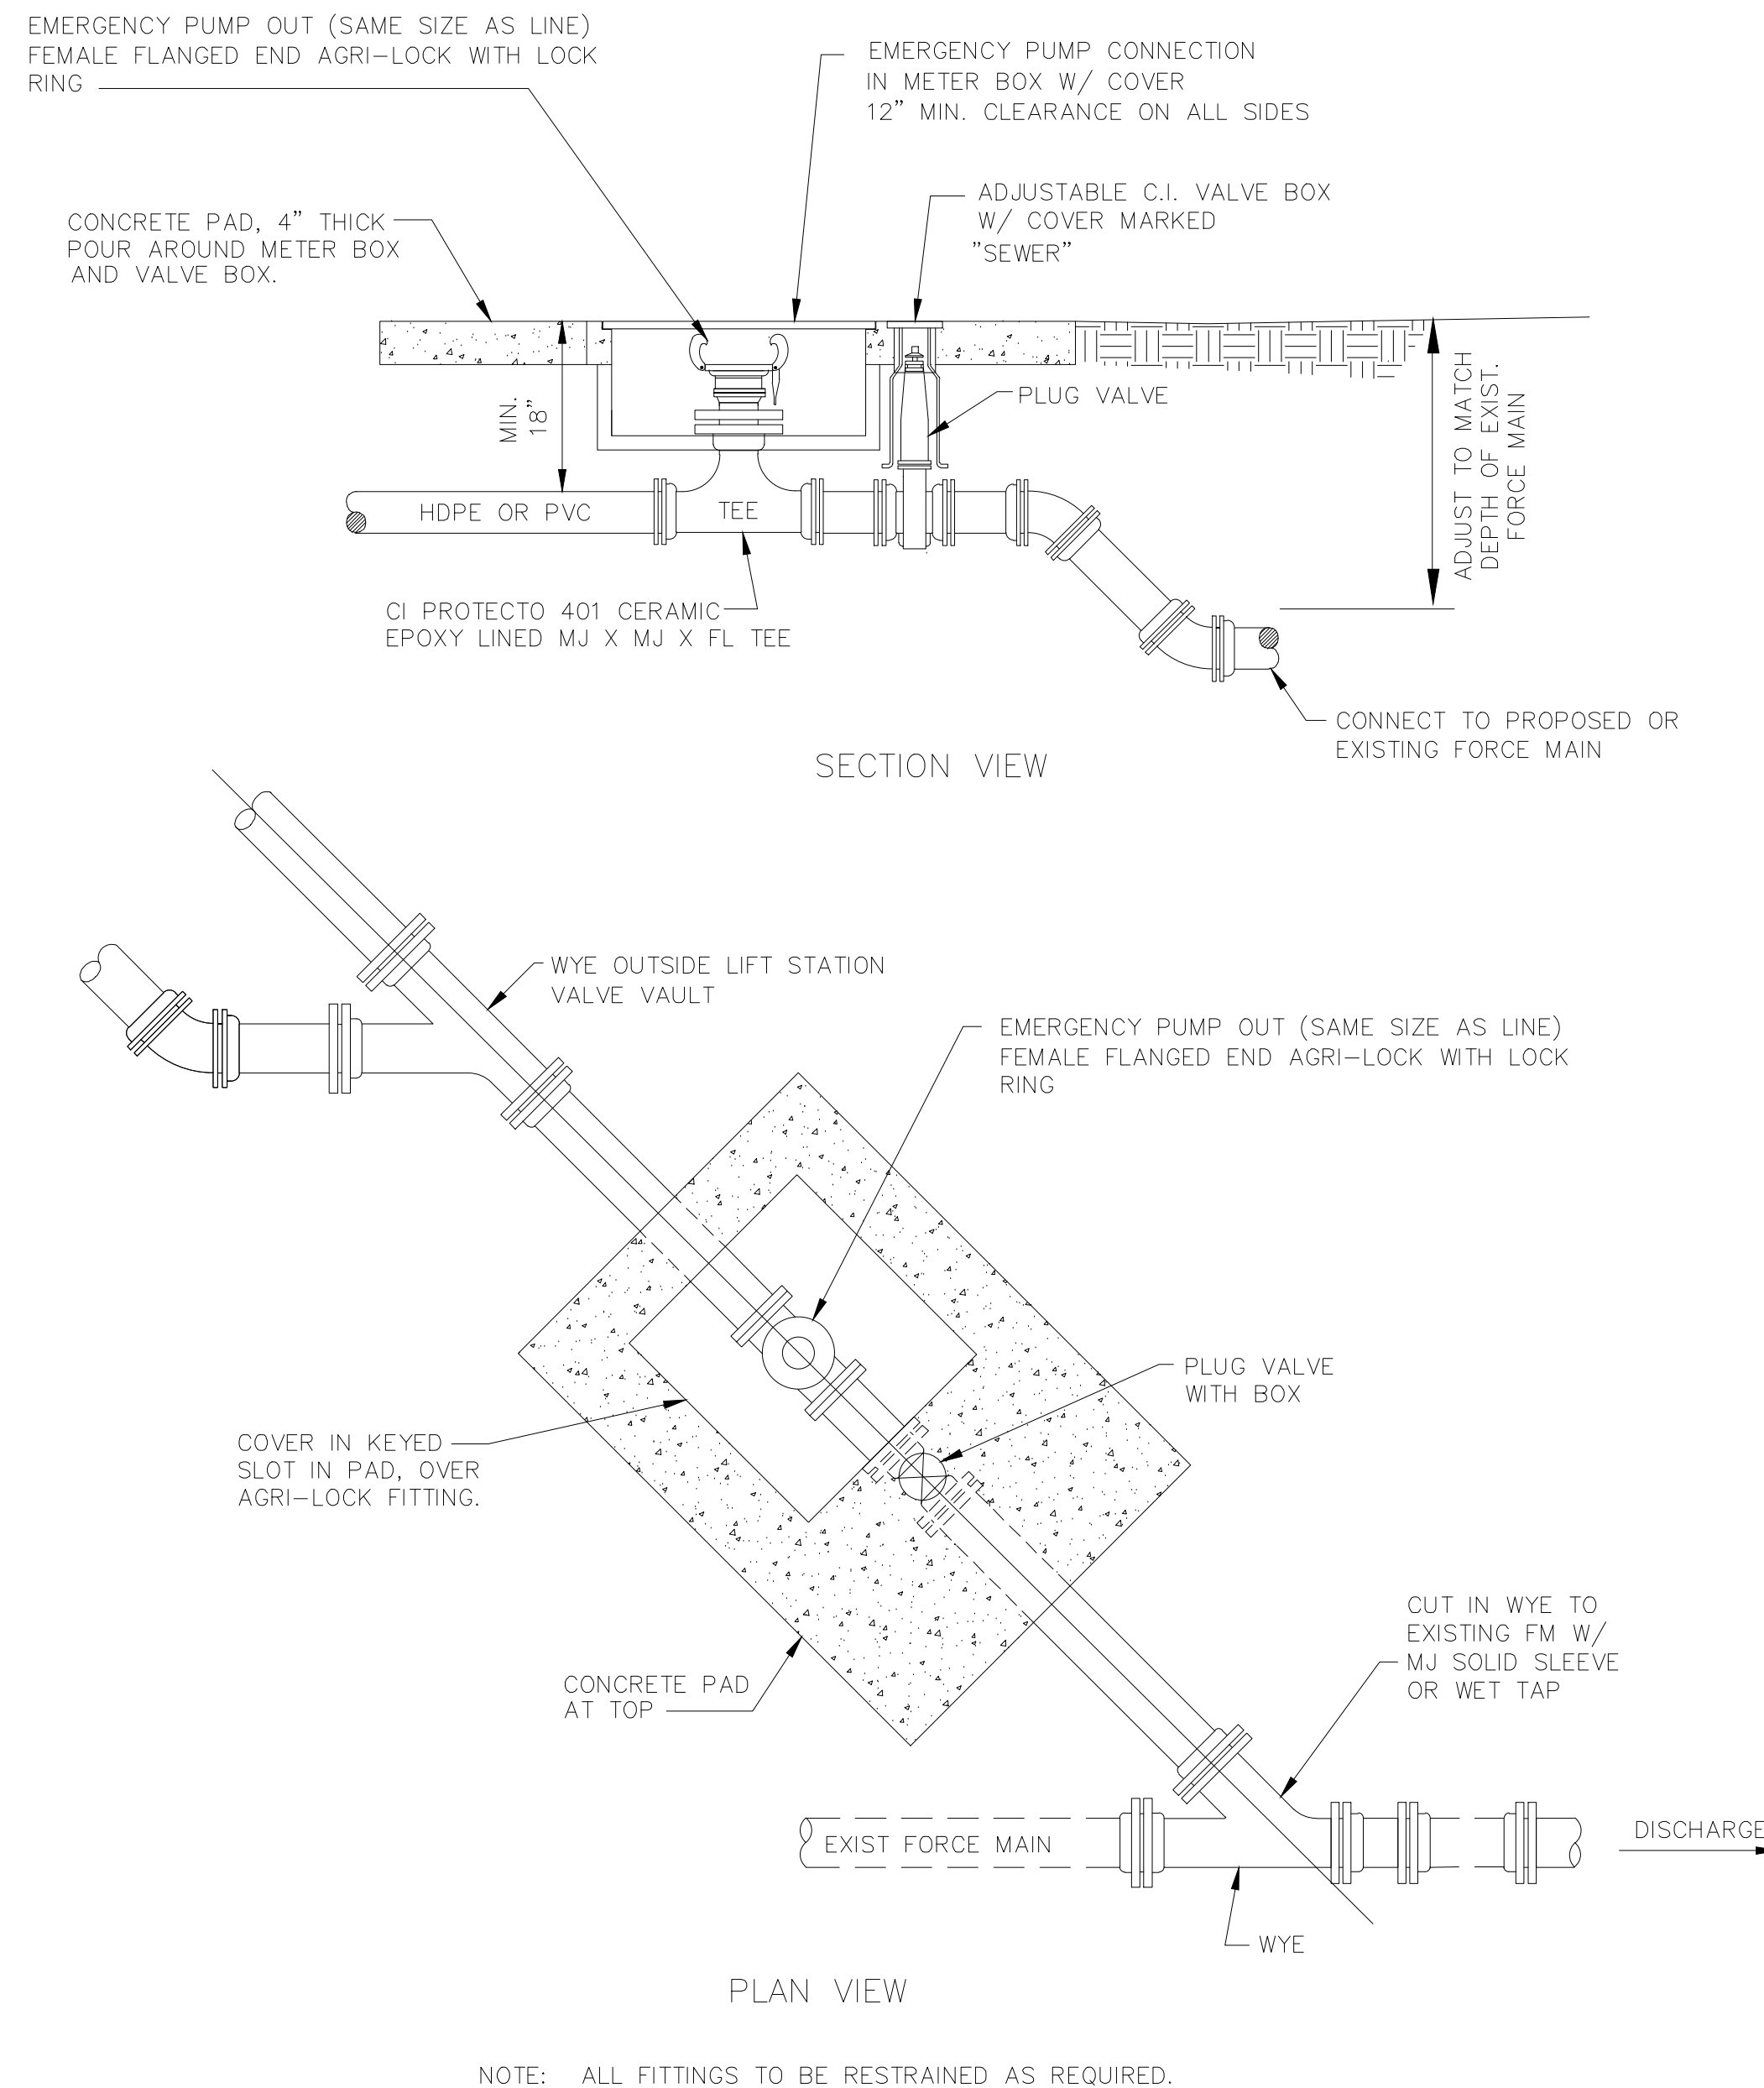 EMERGENCY PUMP OUT (SAME SIZE AS LINE)
FEMALE FLANGED END AGRI-LOCK WITH LOCK
RING
EMERGENCY PUMP CONNECTION
IN METER BOX W/ COVER
12" MIN. CLEARANCE ON ALL SIDES
CONCRETE PAD, 4" THICK
POUR AROUND METER BOX
AND VALVE BOX.
ADJUSTABLE C.I. VALVE BOX
W/ COVER MARKED
"SEWER"
MIN.
18"
PLUG VALVE
ADJUST TO MATCH
DEPTH OF EXIST.
FORCE MAIN
HDPE OR PVC
TEE
CI PROTECTO 401 CERAMIC
EPOXY LINED MJ X MJ X FL TEE
CONNECT TO PROPOSED OR
EXISTING FORCE MAIN
SECTION VIEW
WYE OUTSIDE LIFT STATION
VALVE VAULT
EMERGENCY PUMP OUT (SAME SIZE AS LINE)
FEMALE FLANGED END AGRI-LOCK WITH LOCK
RING
PLUG VALVE
WITH BOX
COVER IN KEYED
SLOT IN PAD, OVER
AGRI-LOCK FITTING.
CUT IN WYE TO
EXISTING FM W/
MJ SOLID SLEEVE
OR WET TAP
CONCRETE PAD
AT TOP
EXIST FORCE MAIN
DISCHARGE
WYE
PLAN VIEW
NOTE: ALL FITTINGS TO BE RESTRAINED AS REQUIRED.